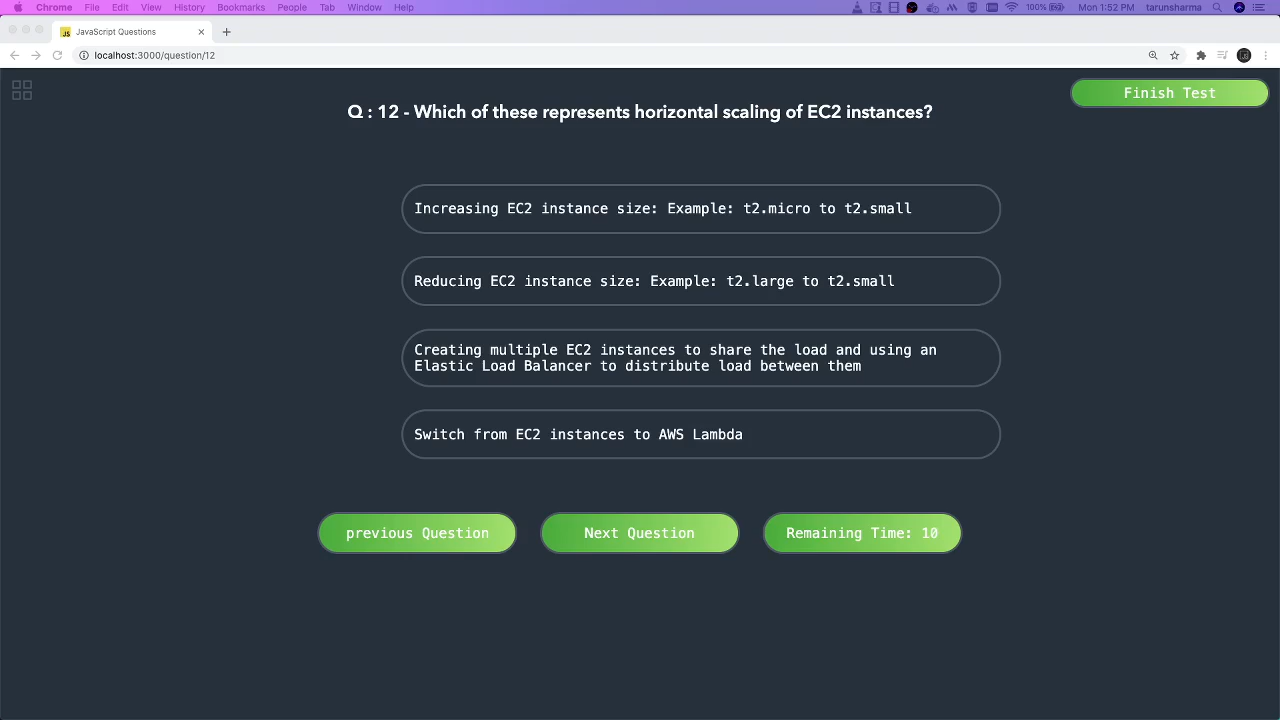 Chrome File Edit View History Bookmarks People Tab Window Help 100% Mon 1:52 PM tarunsharma
JS JavaScript Questions
localhost:3000/question/12
Finish Test
Q : 12 - Which of these represents horizontal scaling of EC2 instances?
Increasing EC2 instance size: Example: t2.micro to t2.small
Reducing EC2 instance size: Example: t2.large to t2.small
Creating multiple EC2 instances to share the load and using an
Elastic Load Balancer to distribute load between them
Switch from EC2 instances to AWS Lambda
previous Question Next Question Remaining Time: 10